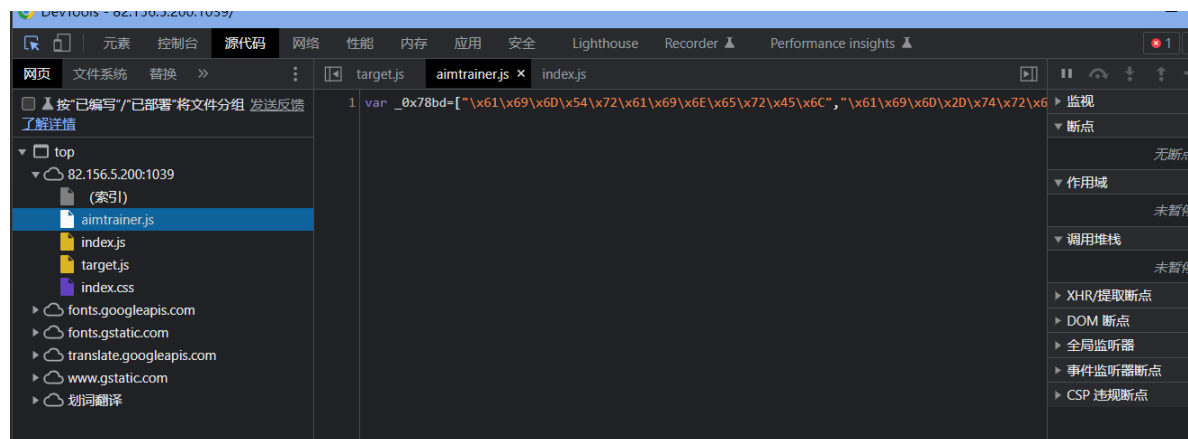 DevTools - 82.156.5.200:1039/
元素 控制台 源代码 网络 性能 内存 应用 安全 Lighthouse Recorder Performance insights 1
网页 文件系统 替换 » target.js aimtrainer.js × index.js
按“已编写”/“已部署”将文件分组 发送反馈
了解详情
1 var _0x78bd=["\x61\x69\x6D\x54\x72\x61\x69\x6E\x65\x72\x45\x6C","\x61\x69\x6D\x2D\x74\x72\x6
top
82.156.5.200:1039
(索引)
aimtrainer.js
index.js
target.js
index.css
fonts.googleapis.com
fonts.gstatic.com
translate.googleapis.com
www.gstatic.com
划词翻译
监视
断点
无断点
作用域
未暂停
调用堆栈
未暂停
XHR/提取断点
DOM 断点
全局监听器
事件监听器断点
CSP 违规断点